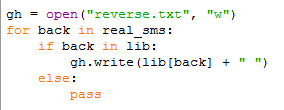 gh = open("reverse.txt", "w")
for back in real_sms:
    if back in lib:
        gh.write(lib[back] + " ")
    else:
        pass